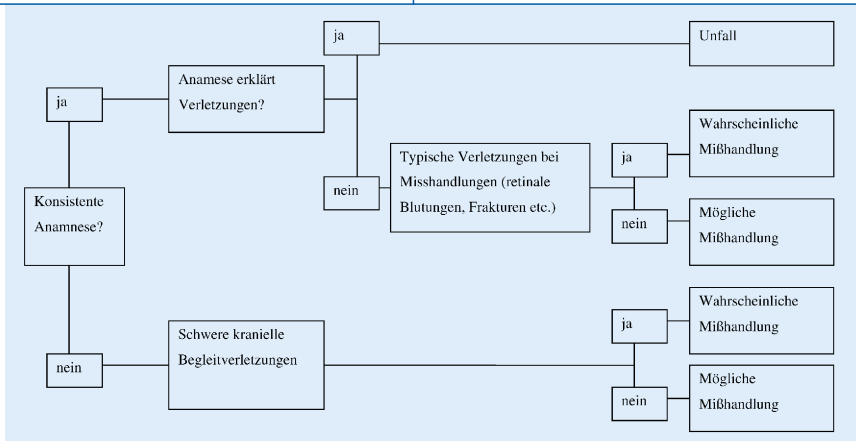 ja
Unfall
Anamese erklärt
Verletzungen?
ja
Wahrscheinliche
Mißhandlung
Typische Verletzungen bei
Misshandlungen (retinale
Blutungen, Frakturen etc.)
ja
nein
Konsistente
Anamnese?
nein
Mögliche
Mißhandlung
Wahrscheinliche
Mißhandlung
ja
Schwere kranielle
Begleitverletzungen
nein
Mögliche
Mißhandlung
nein